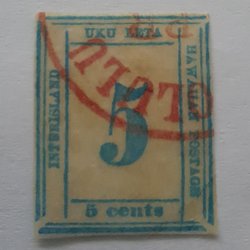 UKU LETA
INTERISLAND
5
HAWAIIAN POSTAGE
5 cents